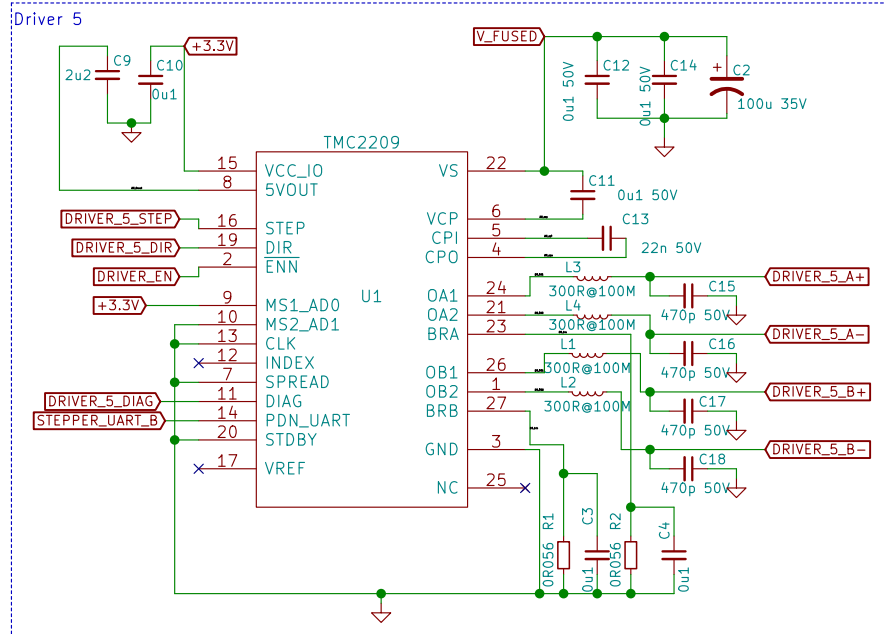 Driver 5
+3.3V
V_FUSED
C9
2u2
C10
0u1
C12
0u1 50V
C14
0u1 50V
+
C2
100u 35V
TMC2209
15
VCC_IO
8
5VOUT
DRIVER_5_STEP
16
STEP
DRIVER_5_DIR
19
DIR
DRIVER_EN
2
ENN
+3.3V
9
MS1_AD0
10
MS2_AD1
13
CLK
12
INDEX
7
SPREAD
DRIVER_5_DIAG
11
DIAG
STEPPER_UART_B
14
PDN_UART
20
STDBY
17
VREF
U1
VS
22
VCP
6
CPI
5
CPO
4
OA1
24
OA2
21
BRA
23
OB1
26
OB2
1
BRB
27
GND
3
NC
25
C11
0u1 50V
C13
22n 50V
L3
300R@100M
L4
300R@100M
L1
300R@100M
L2
300R@100M
DRIVER_5_A+
C15
470p 50V
DRIVER_5_A-
C16
470p 50V
DRIVER_5_B+
C17
470p 50V
DRIVER_5_B-
C18
470p 50V
R1
0R056
C3
0u1
R2
0R056
C4
0u1